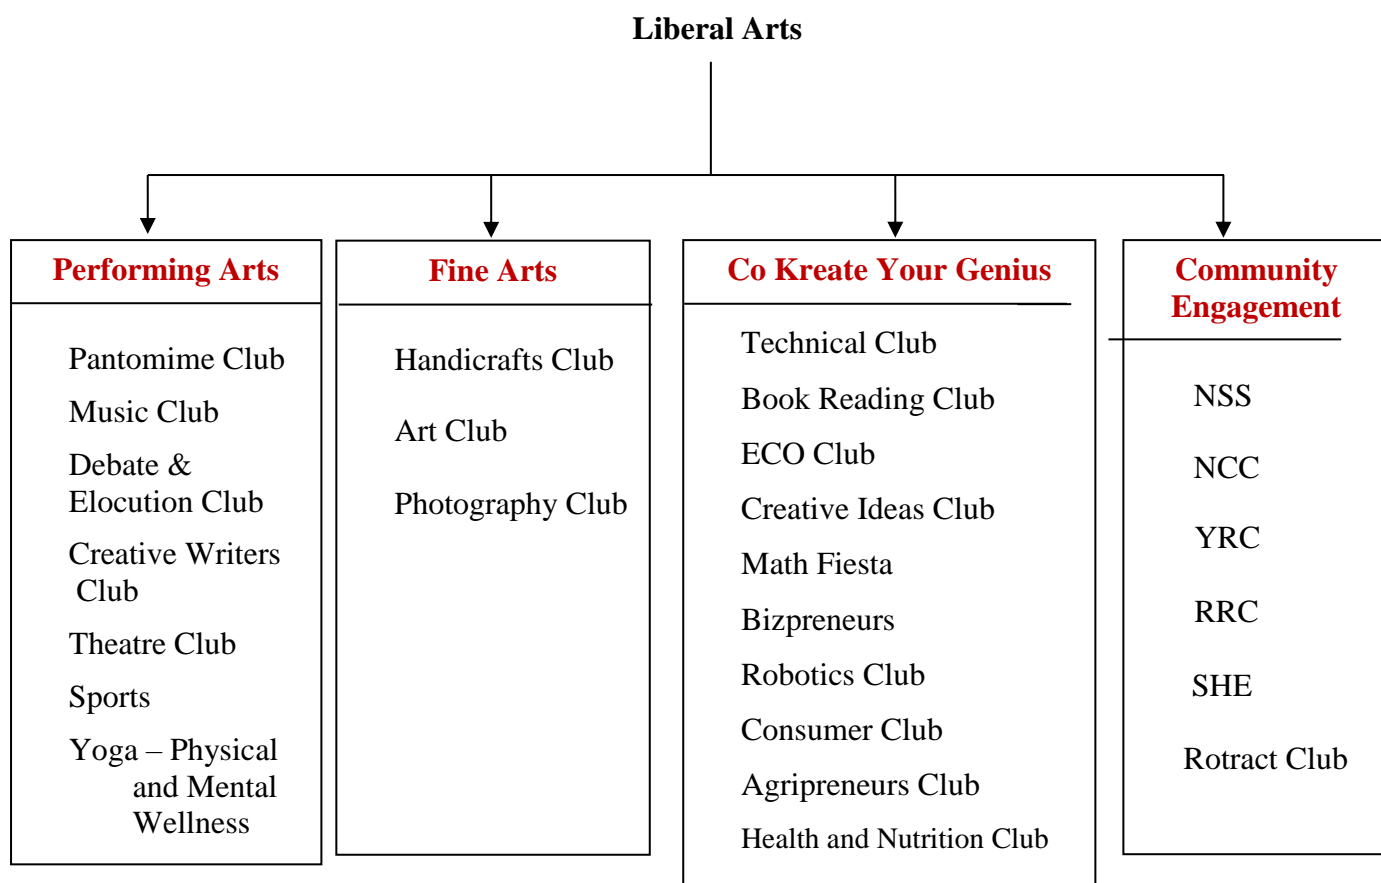 Liberal Arts
Performing Arts
Pantomime Club
Music Club
Debate &
Elocution Club
Creative Writers
Club
Theatre Club
Sports
Yoga – Physical
and Mental
Wellness
Fine Arts
Handicrafts Club
Art Club
Photography Club
Co Kreate Your Genius
Technical Club
Book Reading Club
ECO Club
Creative Ideas Club
Math Fiesta
Bizpreneurs
Robotics Club
Consumer Club
Agripreneurs Club
Health and Nutrition Club
Community
Engagement
NSS
NCC
YRC
RRC
SHE
Rotract Club